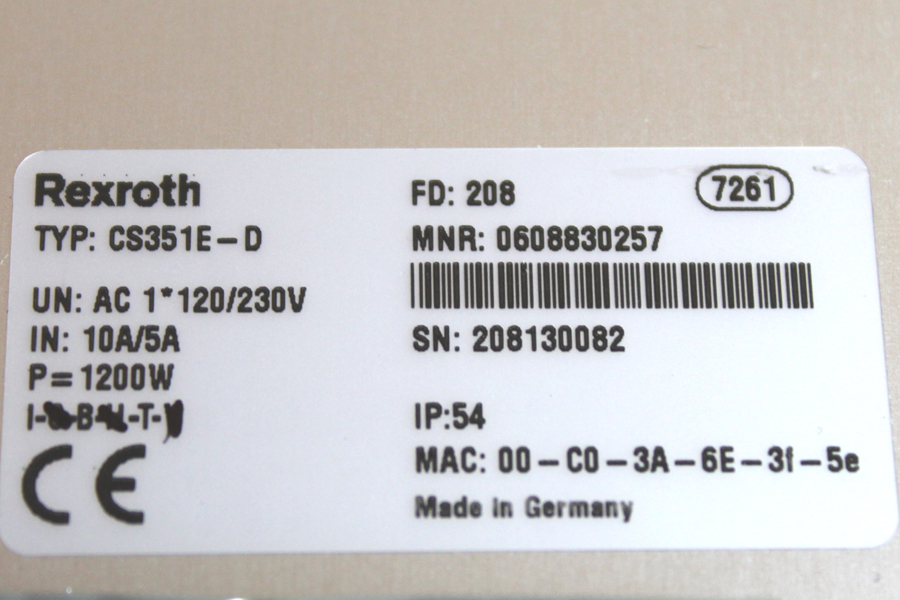 Rexroth
TYP: CS351E-D
UN: AC 1*120/230V
IN: 10A/5A
P=1200W
I- -B- -T-
CE
FD: 208
7261
MNR: 0608830257
SN: 208130082
IP:54
MAC: 00-C0-3A-6E-3f-5e
Made in Germany